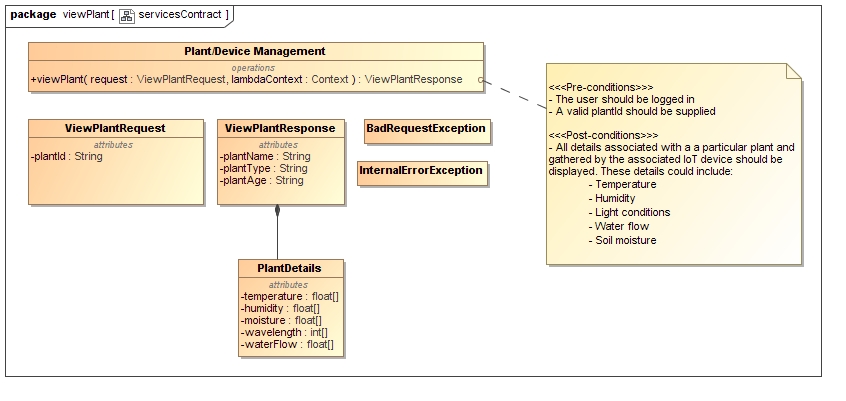 package viewPlant[ servicesContract ]
Plant/Device Management
operations
+viewPlant( request : ViewPlantRequest, lambdaContext : Context ) : ViewPlantResponse
<<<Pre-conditions>>>
- The user should be logged in
- A valid plantId should be supplied
<<<Post-conditions>>>
- All details associated with a a particular plant and
gathered by the associated IoT device should be
displayed. These details could include:
- Temperature
- Humidity
- Light conditions
- Water flow
- Soil moisture
ViewPlantRequest
attributes
-plantId : String
ViewPlantResponse
attributes
-plantName : String
-plantType : String
-plantAge : String
BadRequestException
InternalErrorException
PlantDetails
attributes
-temperature : float[]
-humidity : float[]
-moisture : float[]
-wavelength : int[]
-waterFlow : float[]